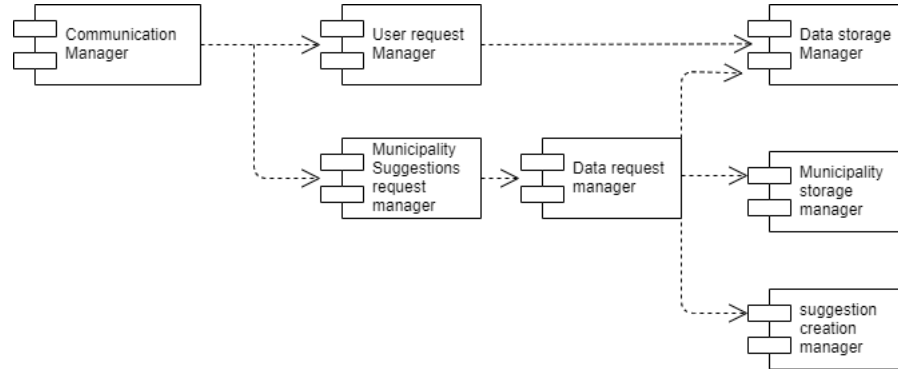 Communication
Manager
User request
Manager
Data storage
Manager
Municipality
Suggestions
request
manager
Data request
manager
Municipality
storage
manager
suggestion
creation
manager